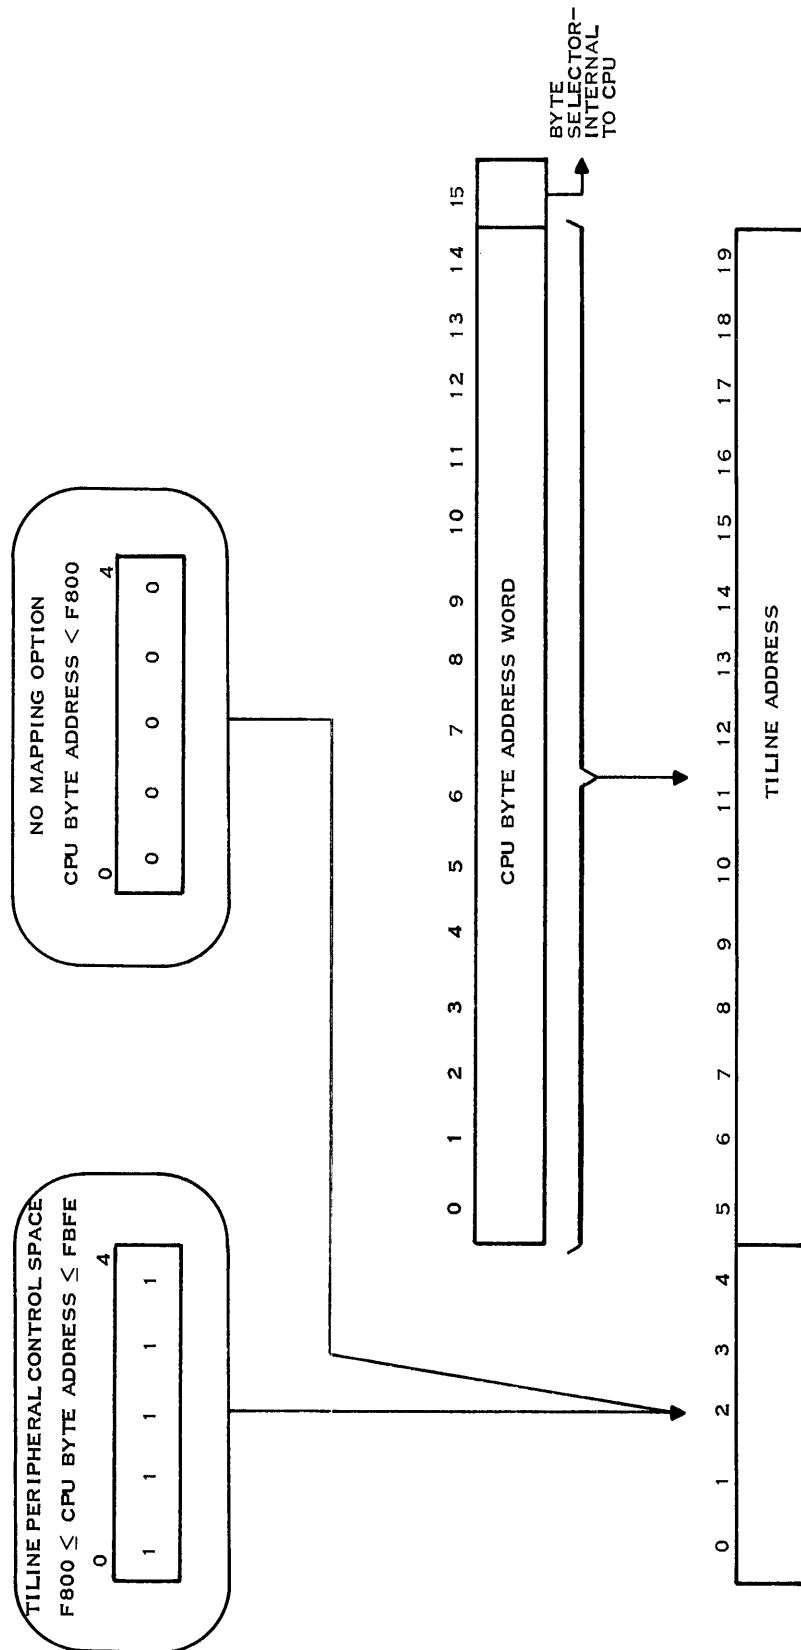 TILINE PERIPHERAL CONTROL SPACE
F800 ≤ CPU BYTE ADDRESS ≤ FBFE
0 4
1 1 1 1 1
NO MAPPING OPTION
CPU BYTE ADDRESS < F800
0 4
0 0 0 0 0
0 1 2 3 4 5 6 7 8 9 10 11 12 13 14 15
CPU BYTE ADDRESS WORD
BYTE
SELECTOR-
INTERNAL
TO CPU
0 1 2 3 4 5 6 7 8 9 10 11 12 13 14 15 16 17 18 19
TILINE ADDRESS